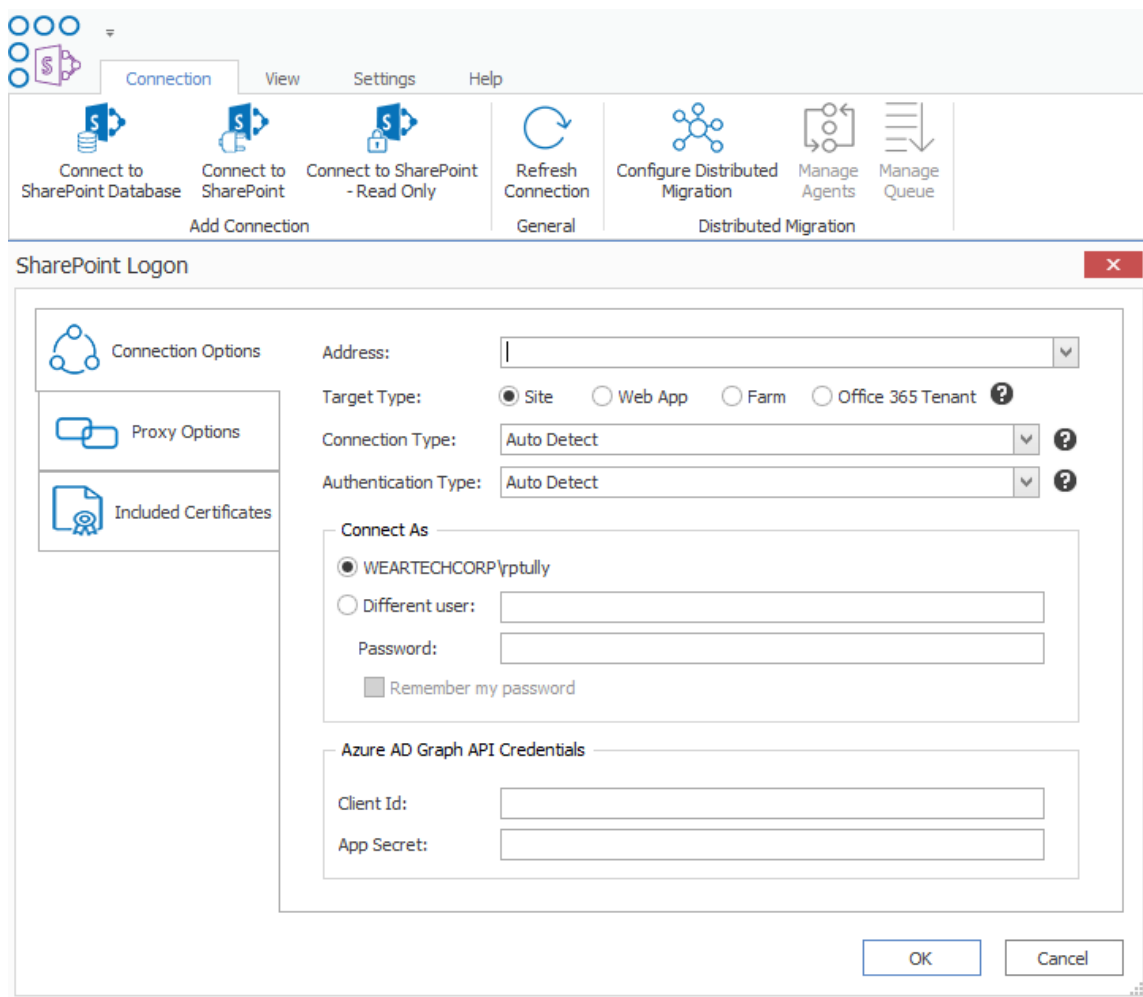 Connection View Settings Help
Connect to SharePoint Database
Connect to SharePoint
Connect to SharePoint - Read Only
Refresh Connection
Configure Distributed Migration
Manage Agents
Manage Queue
Add Connection General Distributed Migration
SharePoint Logon
Connection Options
Proxy Options
Included Certificates
Address:
Target Type: Site Web App Farm Office 365 Tenant ?
Connection Type: Auto Detect ?
Authentication Type: Auto Detect ?
Connect As
WEARTECHCORP\rptully
Different user:
Password:
Remember my password
Azure AD Graph API Credentials
Client Id:
App Secret:
OK Cancel